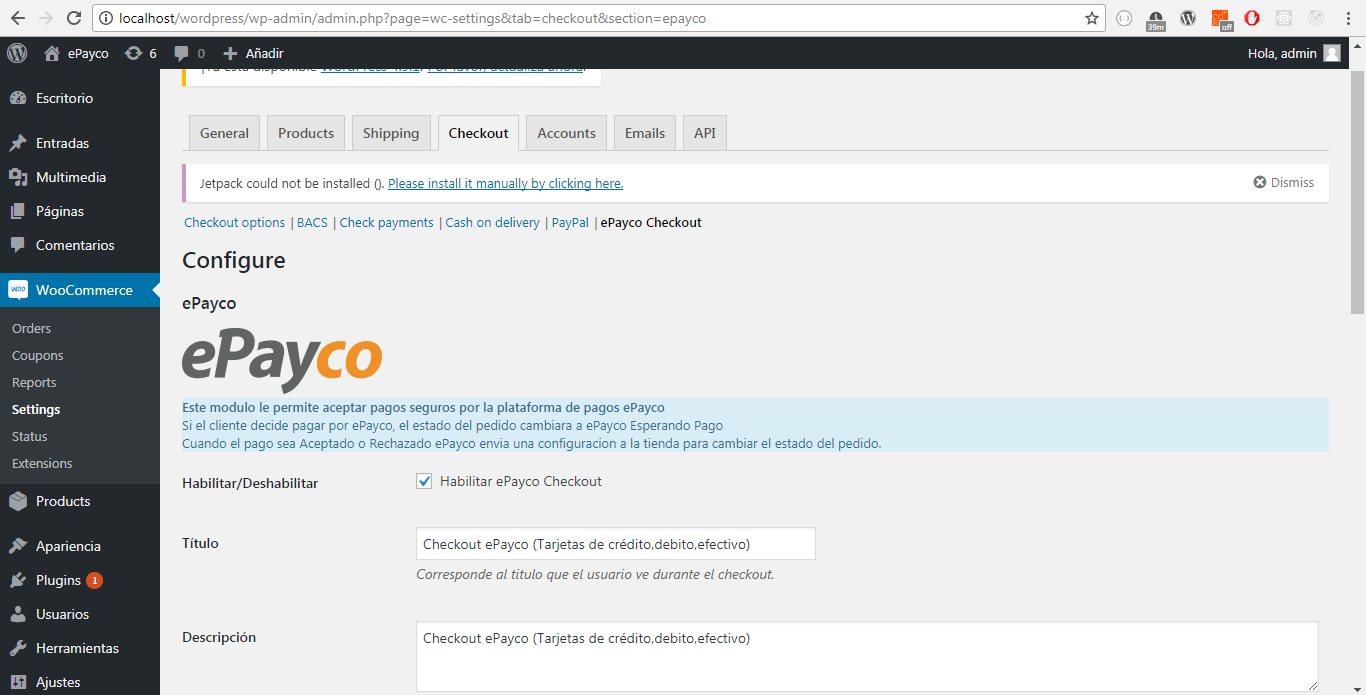 localhost/wordpress/wp-admin/admin.php?page=wc-settings&tab=checkout&section=epayco
39m
off
ePayco 6 0 Añadir
Hola, admin
Escritorio
Entradas
Multimedia
Páginas
Comentarios
WooCommerce
Orders
Coupons
Reports
Settings
Status
Extensions
Products
Apariencia
Plugins 1
Usuarios
Herramientas
Ajustes
General Products Shipping Checkout Accounts Emails API
Jetpack could not be installed (). Please install it manually by clicking here. Dismiss
Checkout options | BACS | Check payments | Cash on delivery | PayPal | ePayco Checkout
Configure
ePayco
ePayco
Este modulo le permite aceptar pagos seguros por la plataforma de pagos ePayco
Si el cliente decide pagar por ePayco, el estado del pedido cambiara a ePayco Esperando Pago
Cuando el pago sea Aceptado o Rechazado ePayco envia una configuracion a la tienda para cambiar el estado del pedido.
Habilitar/Deshabilitar Habilitar ePayco Checkout
Título Checkout ePayco (Tarjetas de crédito,debito,efectivo)
Corresponde al titulo que el usuario ve durante el checkout.
Descripción Checkout ePayco (Tarjetas de crédito,debito,efectivo)